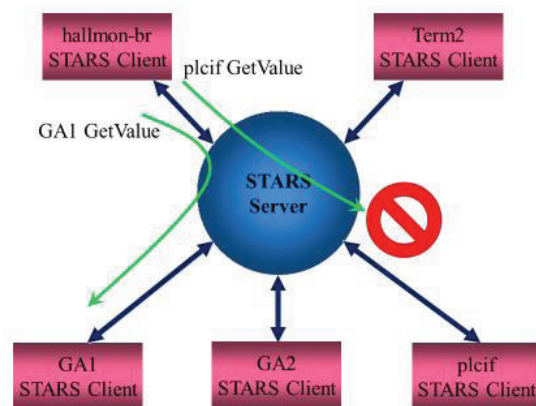 hallmon-br
STARS Client
Term2
STARS Client
plcif GetValue
GA1 GetValue
STARS
Server
GA1
STARS Client
GA2
STARS Client
plcif
STARS Client